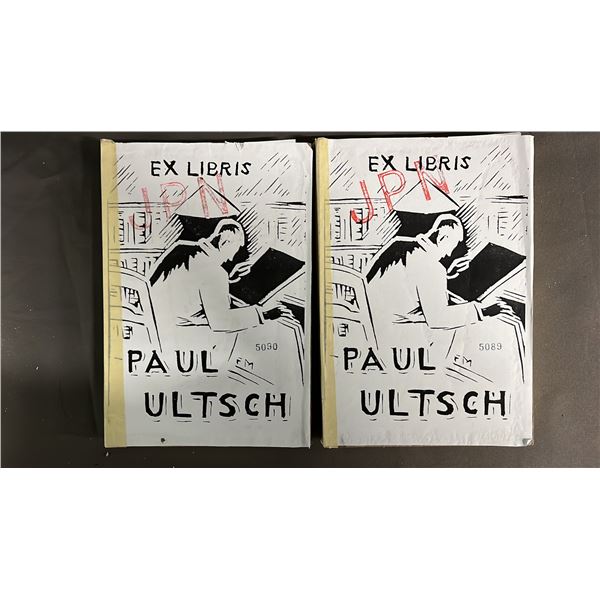 EX LIBRIS
JPN
5090
FM
PAUL
ULTSCH
EX LIBRIS
JPN
5089
FM
PAUL
ULTSCH